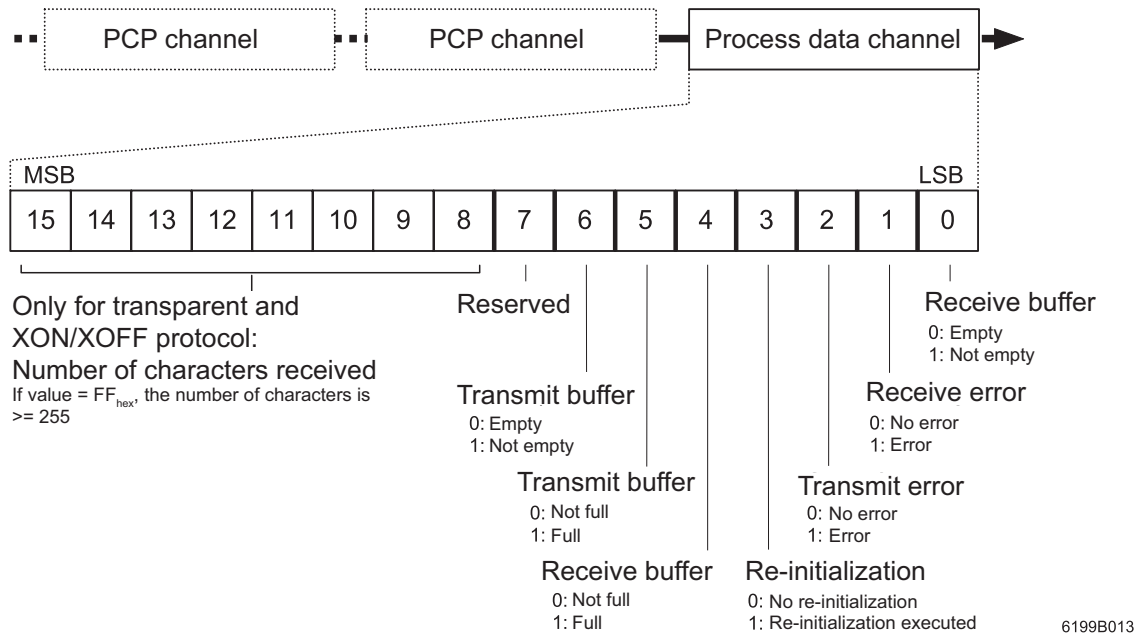 PCP channel
PCP channel
Process data channel
MSB
LSB
15 14 13 12 11 10 9 8 7 6 5 4 3 2 1 0
Only for transparent and
XON/XOFF protocol:
Number of characters received
If value = FFhex, the number of characters is
>= 255
Reserved
Receive buffer
0: Empty
1: Not empty
Transmit buffer
0: Empty
1: Not empty
Receive error
0: No error
1: Error
Transmit buffer
0: Not full
1: Full
Transmit error
0: No error
1: Error
Receive buffer
0: Not full
1: Full
Re-initialization
0: No re-initialization
1: Re-initialization executed
6199B013